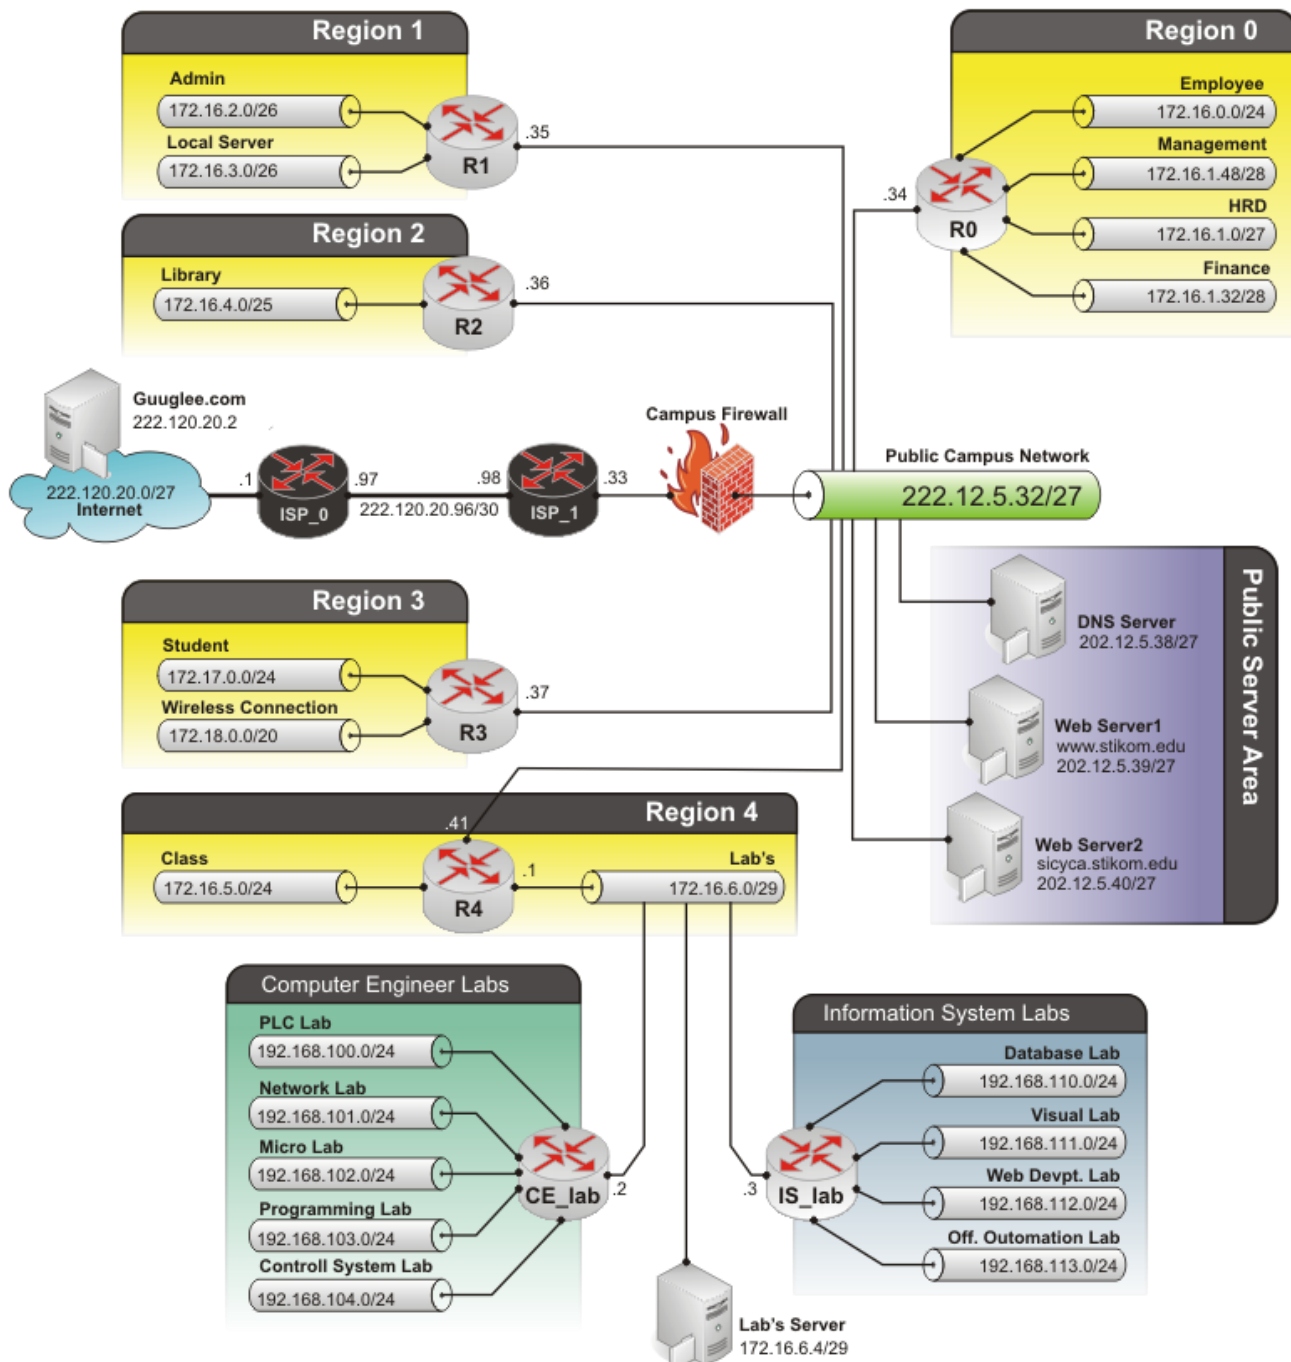 Region 1
Admin
172.16.2.0/26
Local Server
172.16.3.0/26
R1
.35
Region 0
Employee
172.16.0.0/24
Management
172.16.1.48/28
HRD
172.16.1.0/27
Finance
172.16.1.32/28
R0
.34
Region 2
Library
172.16.4.0/25
R2
.36
Guuglee.com
222.120.20.2
222.120.20.0/27
Internet
.1
ISP_0
.97
222.120.20.96/30
.98
ISP_1
.33
Campus Firewall
Public Campus Network
222.12.5.32/27
Region 3
Student
172.17.0.0/24
Wireless Connection
172.18.0.0/20
R3
.37
Public Server Area
DNS Server
202.12.5.38/27
Web Server1
www.stikom.edu
202.12.5.39/27
Web Server2
sicyca.stikom.edu
202.12.5.40/27
Region 4
.41
Class
172.16.5.0/24
R4
.1
Lab's
172.16.6.0/29
Computer Engineer Labs
PLC Lab
192.168.100.0/24
Network Lab
192.168.101.0/24
Micro Lab
192.168.102.0/24
Programming Lab
192.168.103.0/24
Controll System Lab
192.168.104.0/24
CE_lab
.2
Information System Labs
Database Lab
192.168.110.0/24
Visual Lab
192.168.111.0/24
Web Devpt. Lab
192.168.112.0/24
Off. Outomation Lab
192.168.113.0/24
IS_lab
.3
Lab's Server
172.16.6.4/29